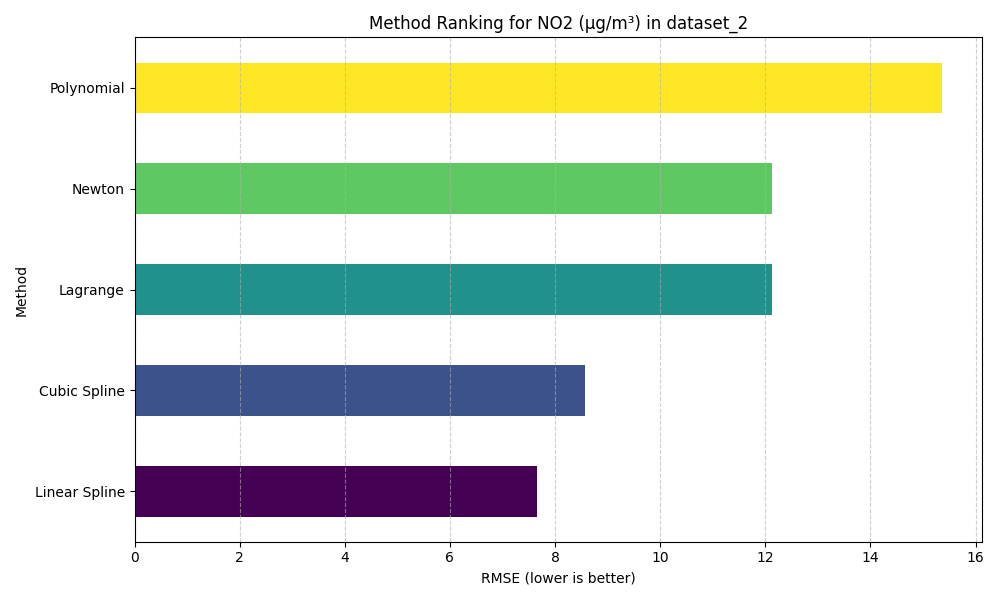 Method Ranking for NO2 (µg/m³) in dataset_2
Method
Polynomial
Newton
Lagrange
Cubic Spline
Linear Spline
0 2 4 6 8 10 12 14 16
RMSE (lower is better)